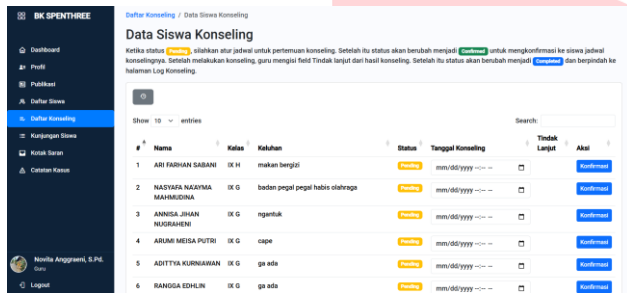 BK SPENTHREE
Dashboard
Profil
Publikasi
Daftar Siswa
Daftar Konseling
Kunjungan Siswa
Kotak Saran
Catatan Kasus
Novita Anggraeni, S.Pd.
Guru
Logout
Daftar Konseling / Data Siswa Konseling
Data Siswa Konseling
Ketika status Pending, silahkan atur jadwal untuk pertemuan konseling. Setelah itu status akan berubah menjadi Confirmed untuk mengkonfirmasi ke siswa jadwal
konselingnya. Setelah melakukan konseling, guru mengisi field Tindak lanjut dari hasil konseling. Setelah itu status akan berubah menjadi Completed dan berpindah ke
halaman Log Konseling.
Show 10 entries Search:
# Nama Kelas Keluhan Status Tanggal Konseling Tindak Lanjut Aksi
1 ARI FARHAN SABANI IX H makan bergizi Pending mm/dd/yyyy --:-- -- Konfirmasi
2 NASYAFA NA'AYMA IX G badan pegal pegal habis olahraga Pending mm/dd/yyyy --:-- -- Konfirmasi
MAHMUDINA
3 ANNISA JIHAN IX G ngantuk Pending mm/dd/yyyy --:-- -- Konfirmasi
NUGRAHENI
4 ARUMI MEISA PUTRI IX G cape Pending mm/dd/yyyy --:-- -- Konfirmasi
5 ADITTYA KURNIAWAN IX G ga ada Pending mm/dd/yyyy --:-- -- Konfirmasi
6 RANGGA EDHLIN IX G ga ada Pending mm/dd/yyyy --:-- -- Konfirmasi